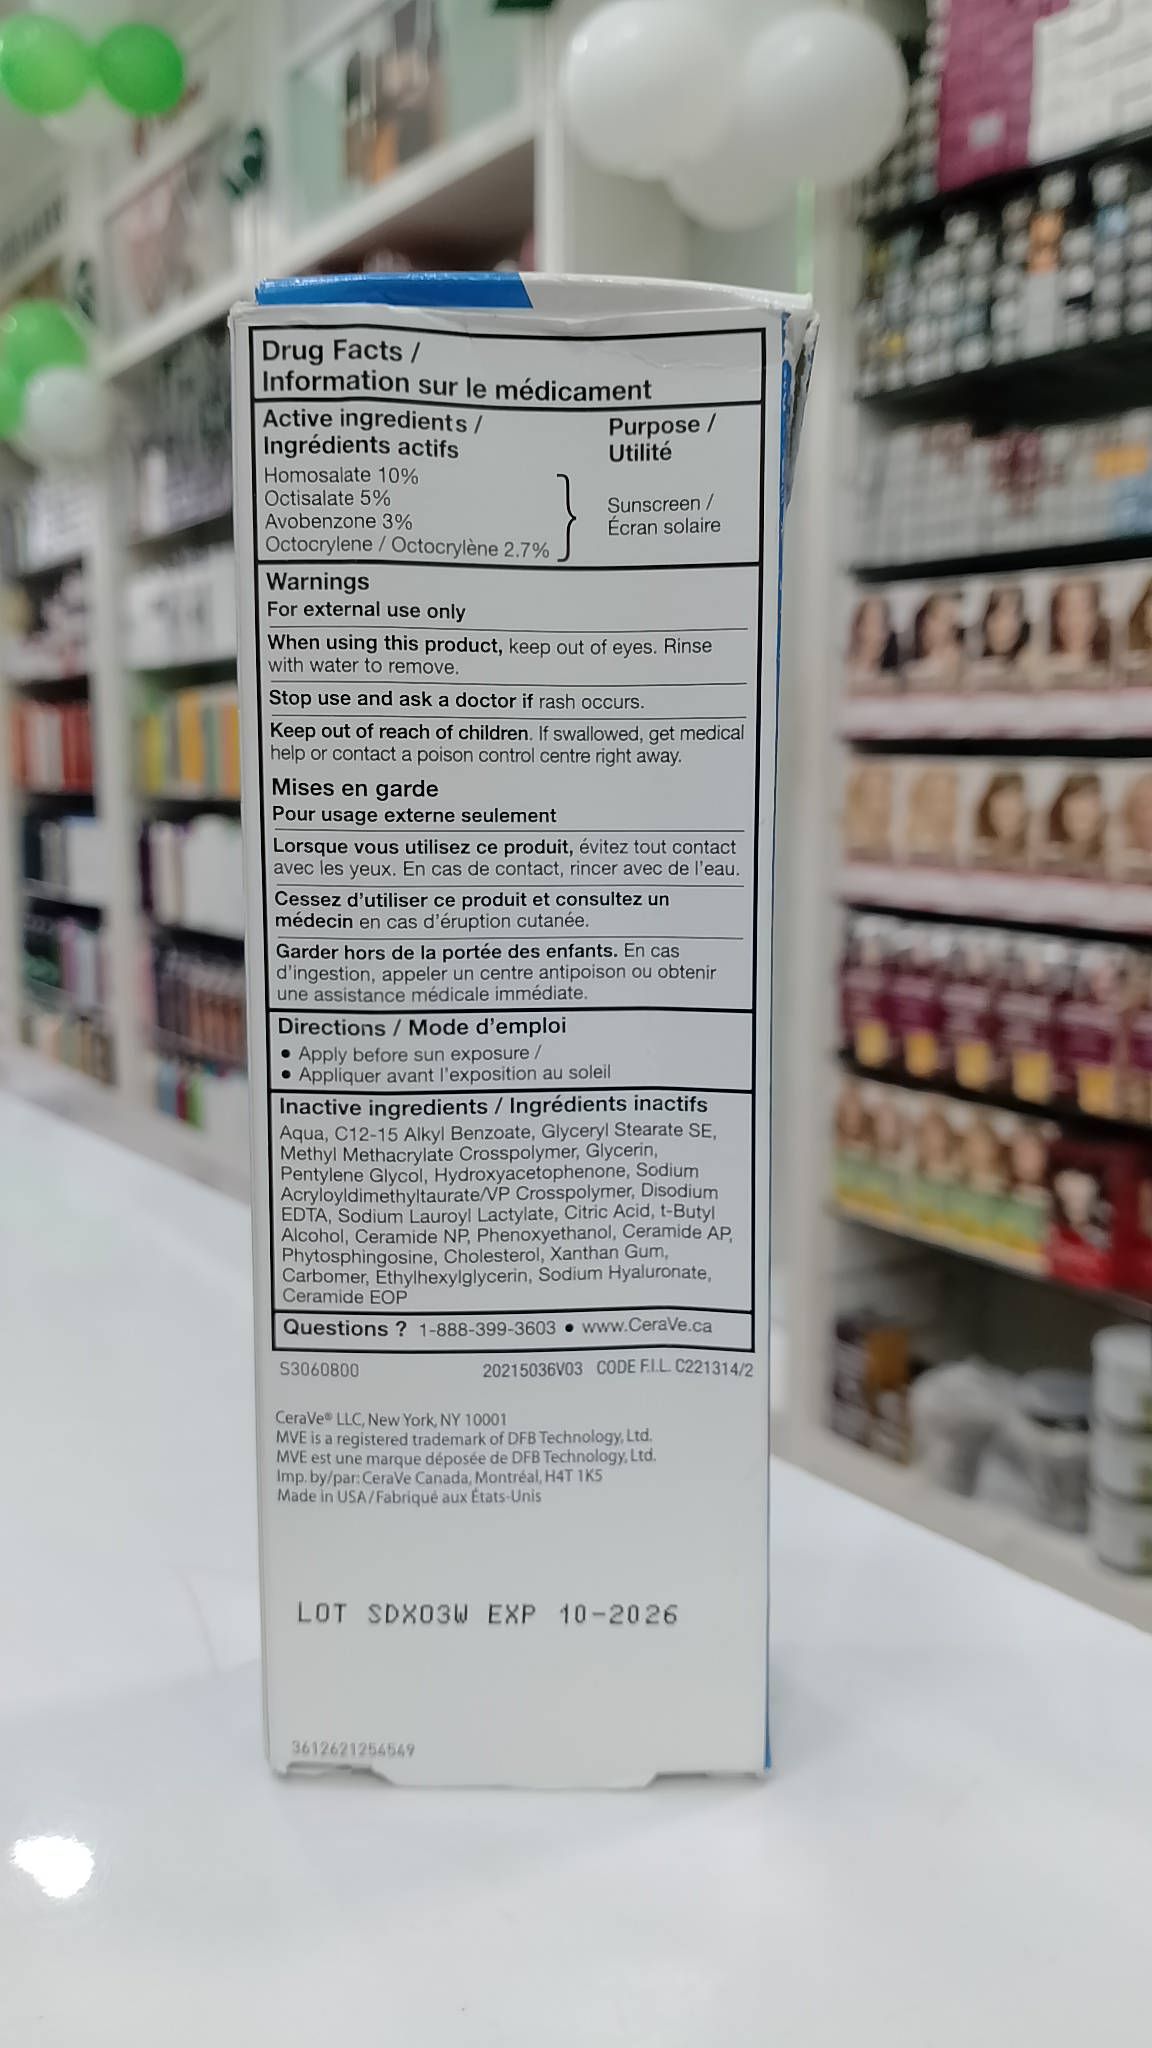 Drug Facts /
Information sur le médicament
Active ingredients /
Ingrédients actifs
Purpose /
Utilité
Homosalate 10%
Octisalate 5%
Avobenzone 3%
Octocrylene / Octocrylène 2.7%
Sunscreen /
Écran solaire
Warnings
For external use only
When using this product, keep out of eyes. Rinse
with water to remove.
Stop use and ask a doctor if rash occurs.
Keep out of reach of children. If swallowed, get medical
help or contact a poison control centre right away.
Mises en garde
Pour usage externe seulement
Lorsque vous utilisez ce produit, évitez tout contact
avec les yeux. En cas de contact, rincer avec de l'eau.
Cessez d'utiliser ce produit et consultez un
médecin en cas d'éruption cutanée.
Garder hors de la portée des enfants. En cas
d'ingestion, appeler un centre antipoison ou obtenir
une assistance médicale immédiate.
Directions / Mode d'emploi
• Apply before sun exposure /
• Appliquer avant l'exposition au soleil
Inactive ingredients / Ingrédients inactifs
Aqua, C12-15 Alkyl Benzoate, Glyceryl Stearate SE,
Methyl Methacrylate Crosspolymer, Glycerin,
Pentylene Glycol, Hydroxyacetophenone, Sodium
Acryloyldimethyltaurate/VP Crosspolymer, Disodium
EDTA, Sodium Lauroyl Lactylate, Citric Acid, t-Butyl
Alcohol, Ceramide NP, Phenoxyethanol, Ceramide AP,
Phytosphingosine, Cholesterol, Xanthan Gum,
Carbomer, Ethylhexylglycerin, Sodium Hyaluronate,
Ceramide EOP
Questions ? 1-888-399-3603 • www.CeraVe.ca
S3060800 20215036V03 CODE F.I.L. C221314/2
CeraVe® LLC, New York, NY 10001
MVE is a registered trademark of DFB Technology, Ltd.
MVE est une marque déposée de DFB Technology, Ltd.
Imp. by/par: CeraVe Canada, Montréal, H4T 1K5
Made in USA/Fabriqué aux États-Unis
LOT SDX03W EXP 10-2026
3612621254549